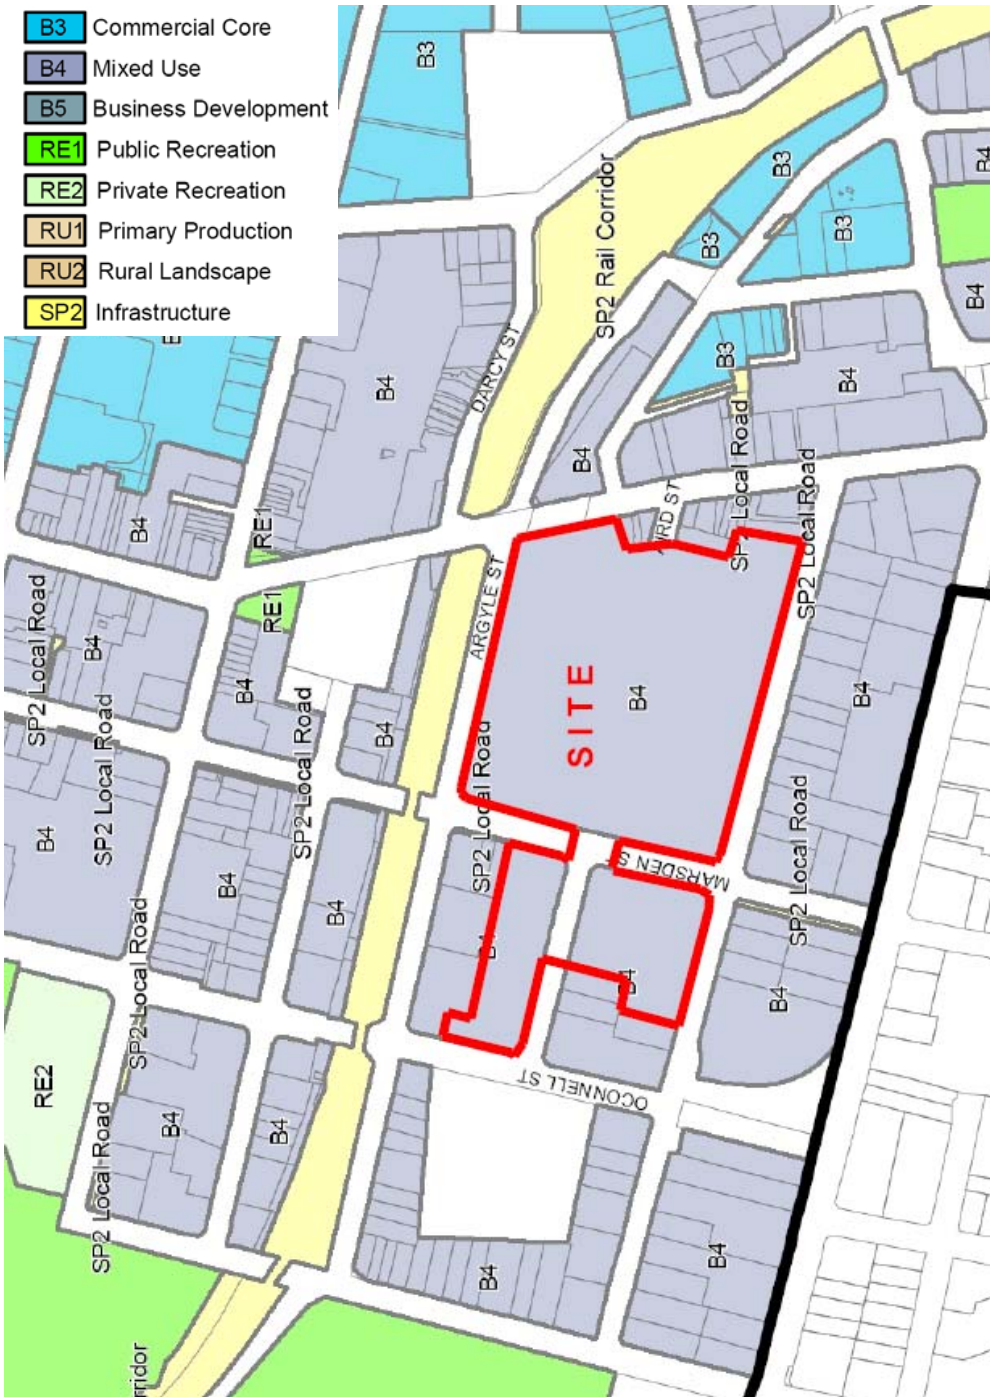 B3 Commercial Core
B4 Mixed Use
B5 Business Development
RE1 Public Recreation
RE2 Private Recreation
RU1 Primary Production
RU2 Rural Landscape
SP2 Infrastructure
B3
B3
B4
B3
B3
B4
SP2 Rail Corridor
DARCY ST
B3
B4
B4
B4
SP2 Local Road
SP2 Local Road
B4
RE1
RE1
ARGYLE ST
SP2 Local Road
B4
B4
B4
SITE
B4
B4
SP2 Local Road
SP2 Local Road
SP2 Local Road
SP2 Local Road
B4
B4
B4
MARSDEN ST
SP2 Local Road
B4
B4
B4
SP2 Local Road
RE2
OCONNELL ST
B4
B4
SP2 Local Road
B4
B4
rridor